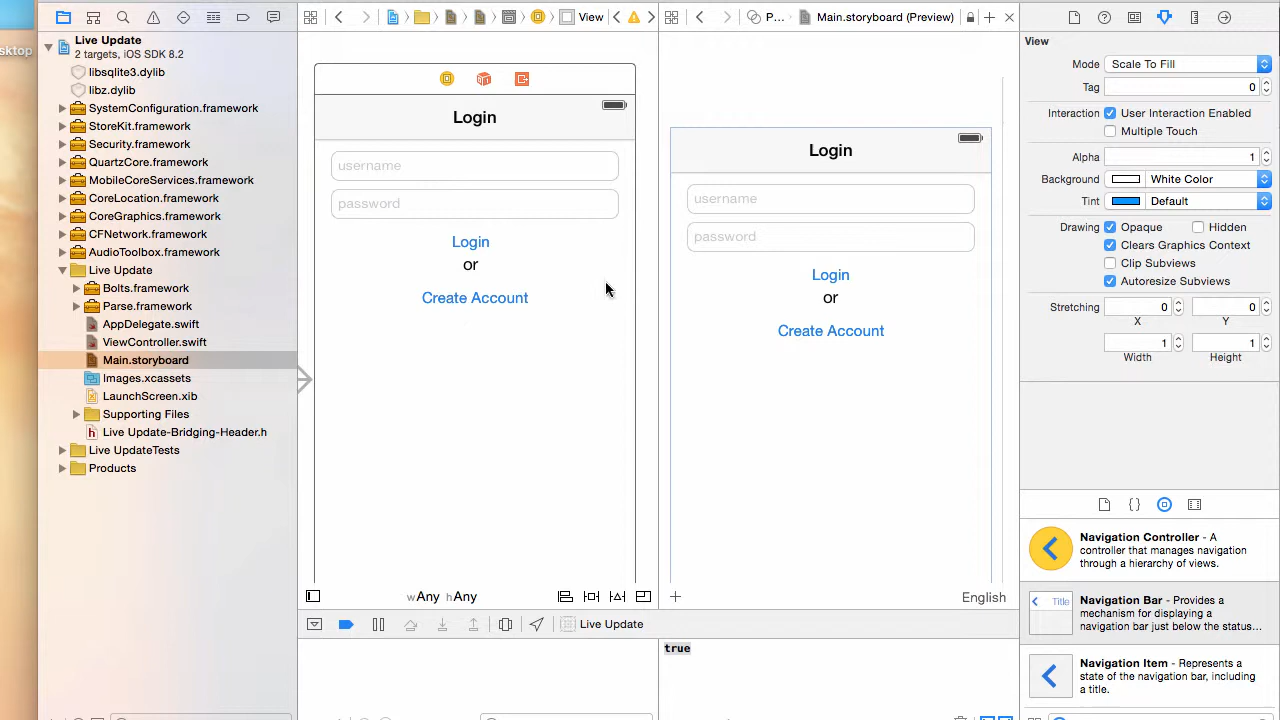 sktop
Live Update
2 targets, iOS SDK 8.2
libsqlite3.dylib
libz.dylib
SystemConfiguration.framework
StoreKit.framework
Security.framework
QuartzCore.framework
MobileCoreServices.framework
CoreLocation.framework
CoreGraphics.framework
CFNetwork.framework
AudioToolbox.framework
Live Update
Bolts.framework
Parse.framework
AppDelegate.swift
ViewController.swift
Main.storyboard
Images.xcassets
LaunchScreen.xib
Supporting Files
h Live Update-Bridging-Header.h
Live UpdateTests
Products
View
Login
username
password
Login
or
Create Account
wAny hAny
P... Main.storyboard (Preview)
Login
username
password
Login
or
Create Account
English
Live Update
true
View
Mode Scale To Fill
Tag 0
Interaction User Interaction Enabled
Multiple Touch
Alpha 1
Background White Color
Tint Default
Drawing Opaque Hidden
Clears Graphics Context
Clip Subviews
Autoresize Subviews
Stretching 0 0
X Y
1 1
Width Height
Navigation Controller - A
controller that manages navigation
through a hierarchy of views.
Title
Navigation Bar - Provides a
mechanism for displaying a
navigation bar just below the status...
Navigation Item - Represents a
state of the navigation bar, including
a title.